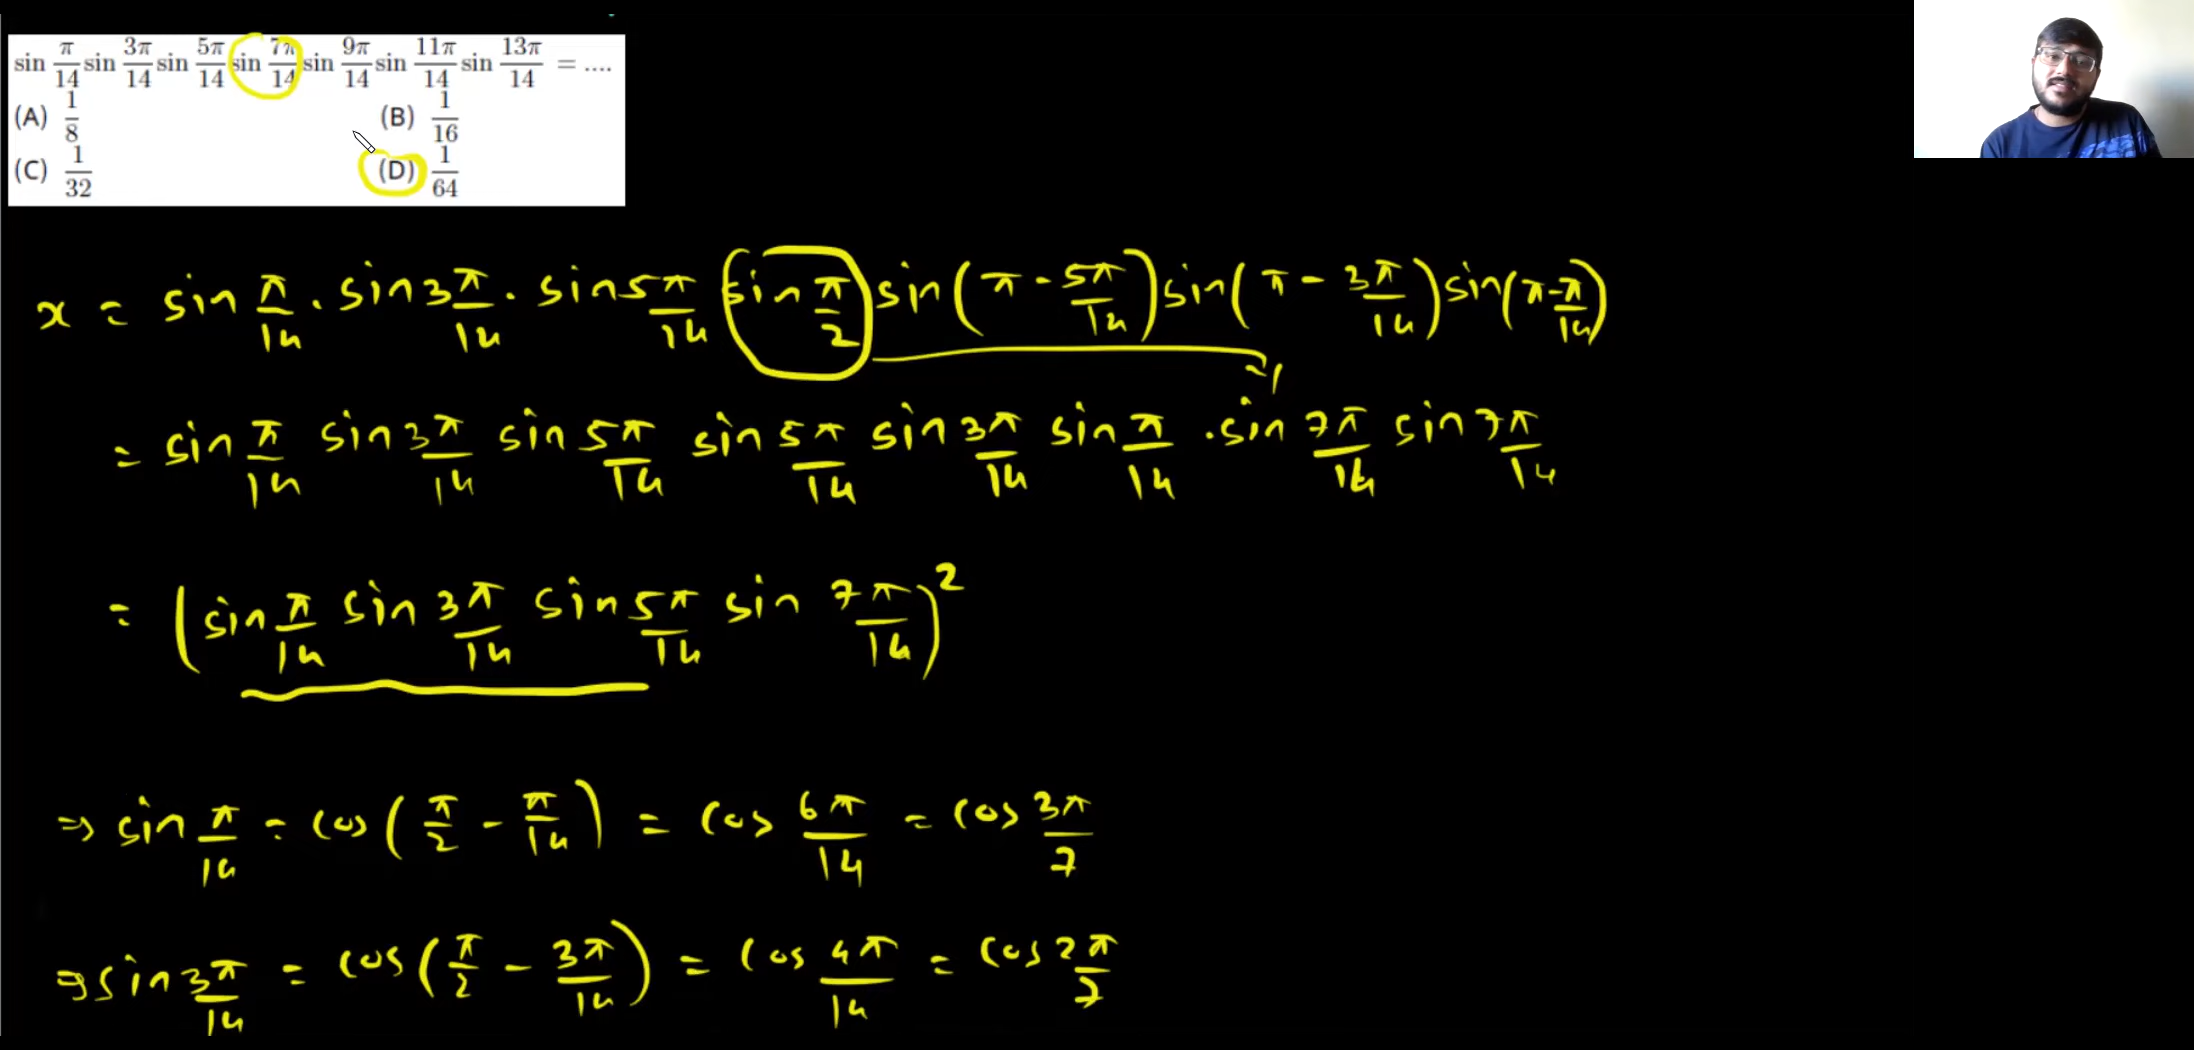 sin π/14 sin 3π/14 sin 5π/14 sin 7π/14 sin 9π/14 sin 11π/14 sin 13π/14 = ....
(A) 1/8 (B) 1/16
(C) 1/32 (D) 1/64
x = sin π/14 . sin 3π/14 . sin 5π/14 sin π/2 sin(π - 5π/14) sin(π - 3π/14) sin(π - π/14)
=1
= sin π/14 sin 3π/14 sin 5π/14 sin 5π/14 sin 3π/14 sin π/14 . sin 7π/14 sin 7π/14
= (sin π/14 sin 3π/14 sin 5π/14 sin 7π/14)²
⇒ sin π/14 = cos(π/2 - π/14) = cos 6π/14 = cos 3π/7
⇒ sin 3π/14 = cos(π/2 - 3π/14) = cos 4π/14 = cos 2π/7